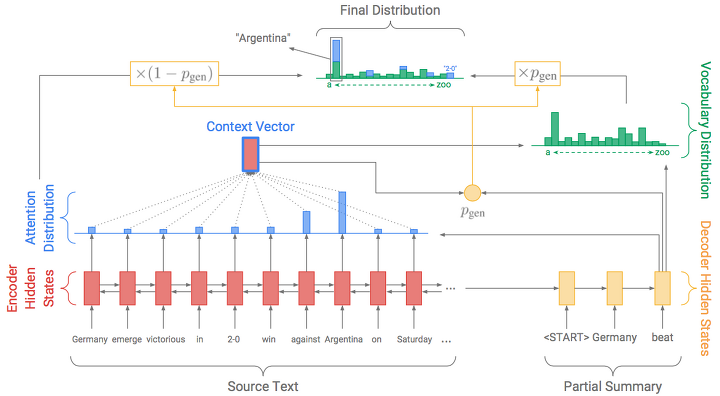 Final Distribution
"Argentina"
×(1 − pgen)
"2-0"
×pgen
a
zoo
Context Vector
a
zoo
Vocabulary Distribution
Attention
Distribution
pgen
Encoder
Hidden
States
Decoder Hidden States
...
Germany emerge victorious in 2-0 win against Argentina on Saturday ...
<START> Germany beat
Source Text
Partial Summary